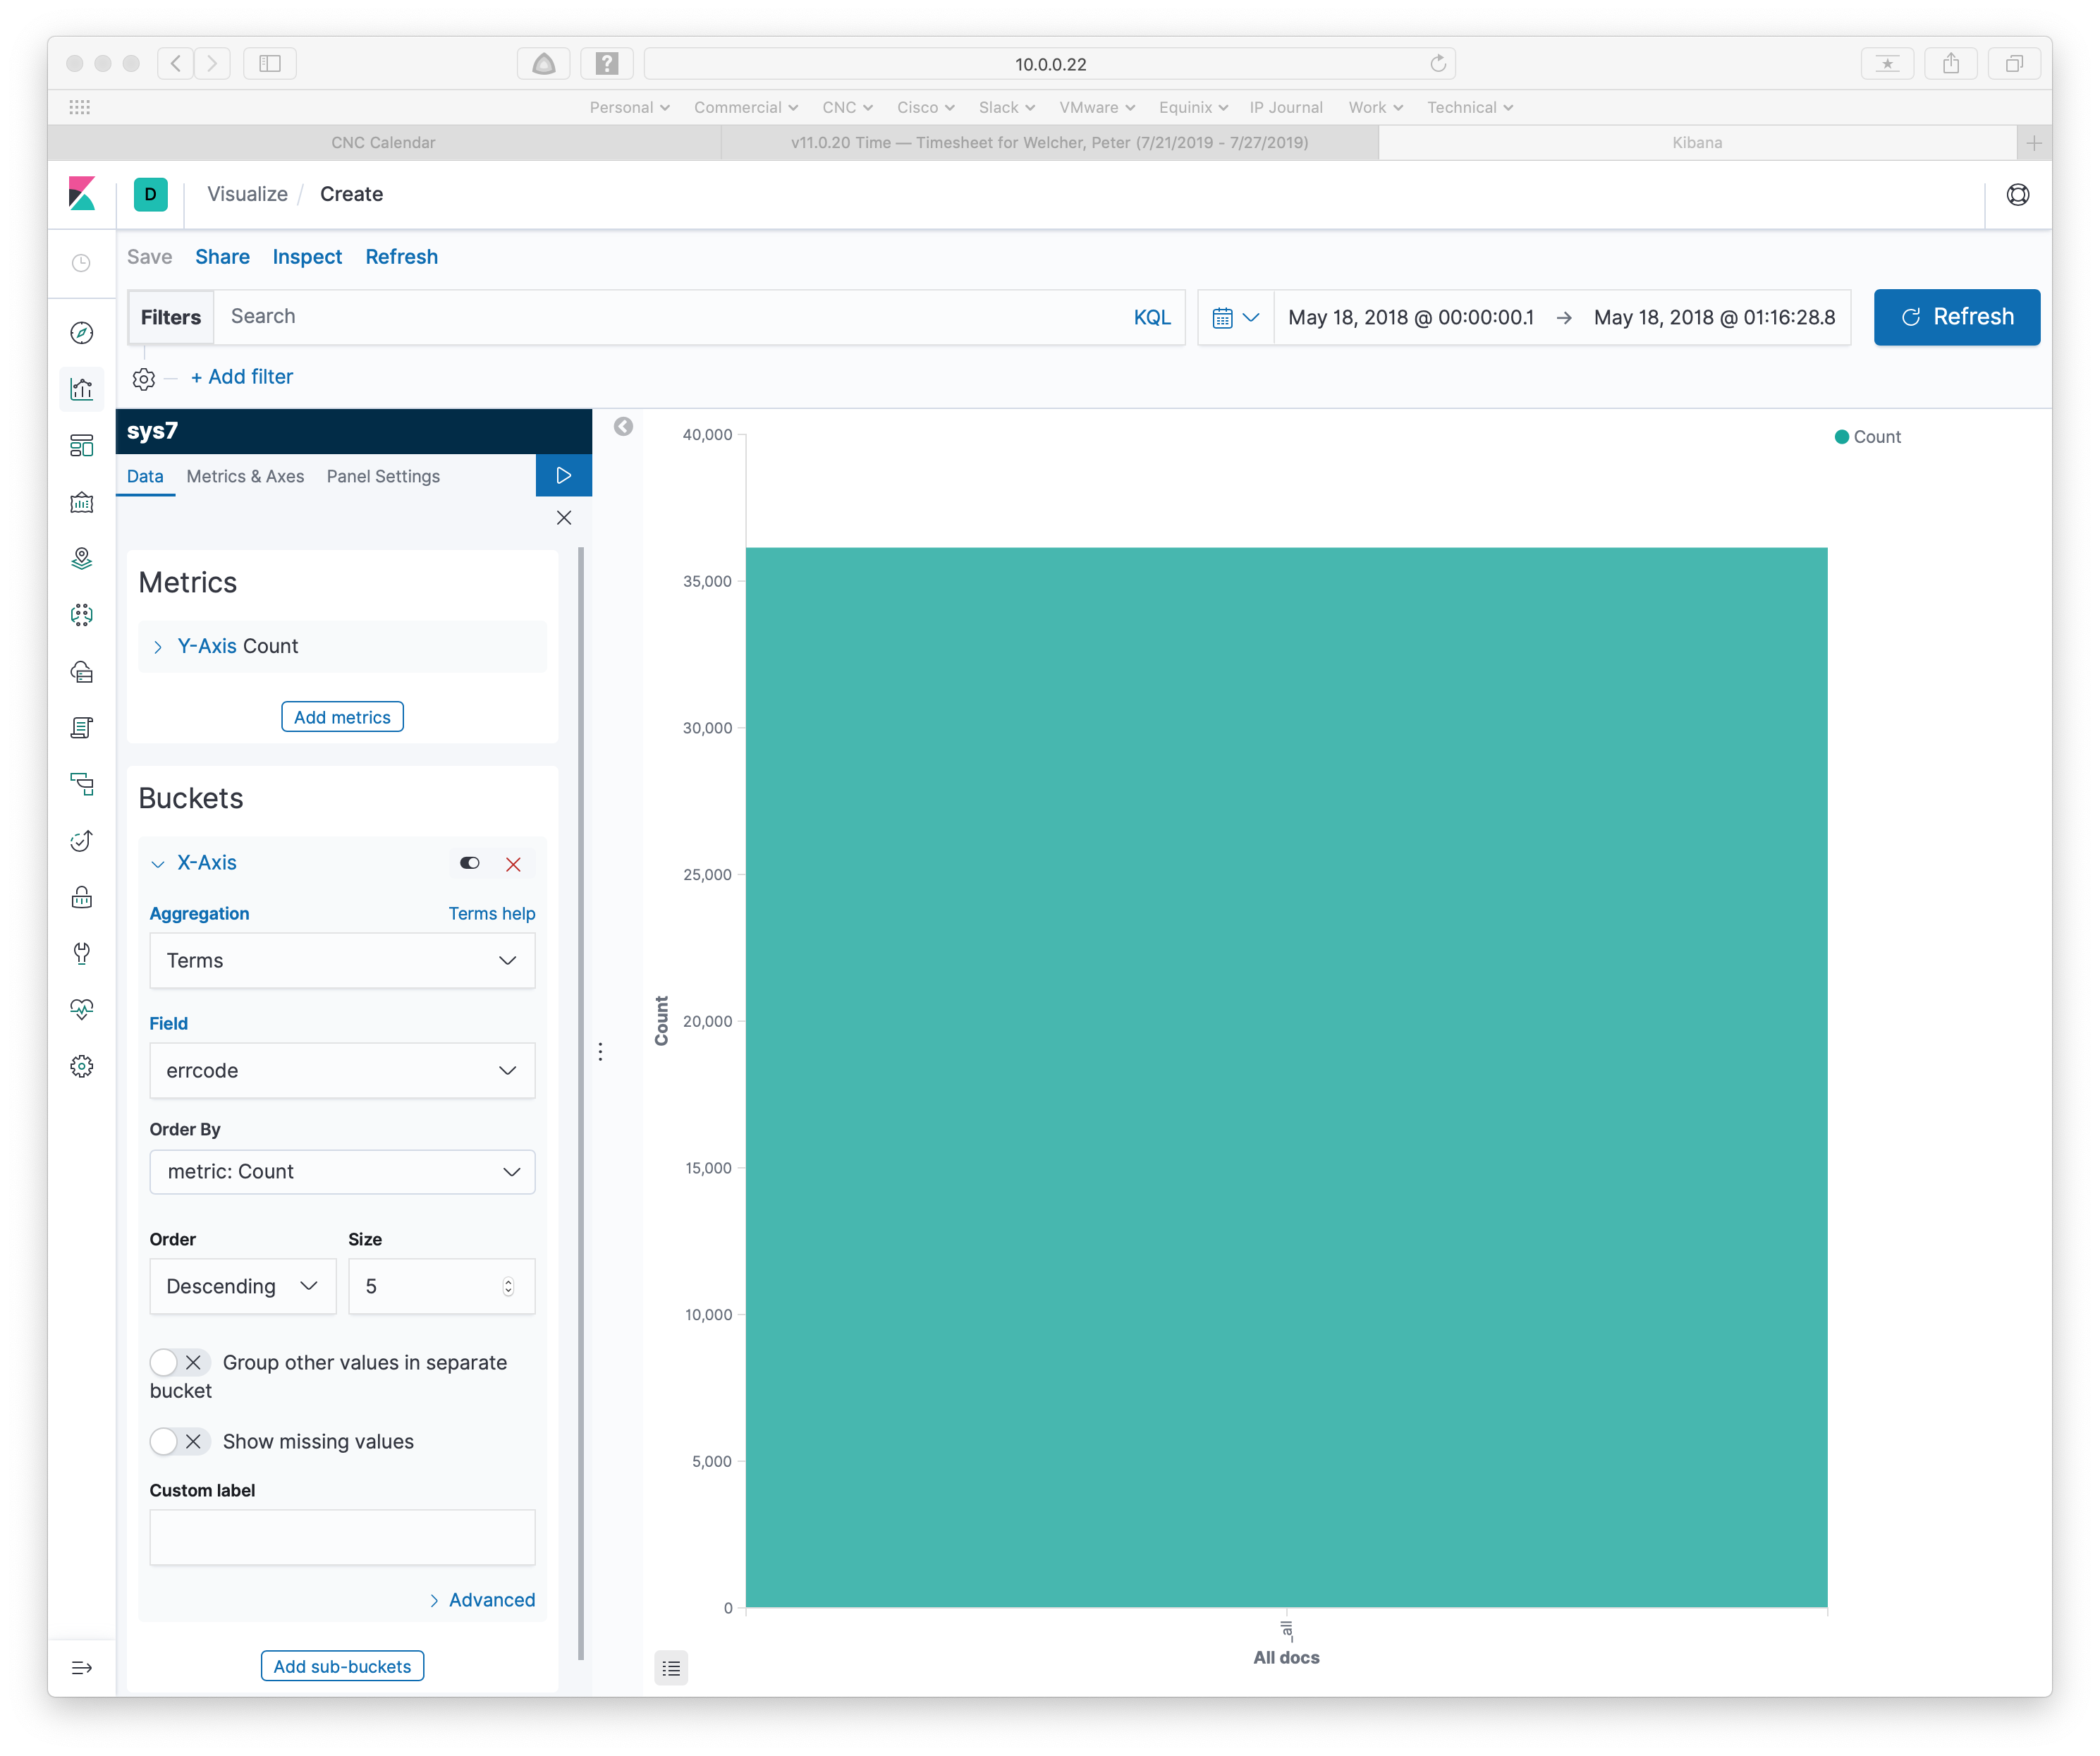 10.0.0.22
Personal Commercial CNC Cisco Slack VMware Equinix IP Journal Work Technical
CNC Calendar
v11.0.20 Time — Timesheet for Welcher, Peter (7/21/2019 - 7/27/2019)
Kibana
D Visualize / Create
Save Share Inspect Refresh
Filters Search KQL May 18, 2018 @ 00:00:00.1 → May 18, 2018 @ 01:16:28.8 Refresh
+ Add filter
sys7
Data Metrics & Axes Panel Settings
Metrics
Y-Axis Count
Add metrics
Buckets
X-Axis
Aggregation Terms help
Terms
Field
errcode
Order By
metric: Count
Order Size
Descending 5
Group other values in separate
bucket
Show missing values
Custom label
Advanced
Add sub-buckets
Count
40,000
35,000
30,000
25,000
20,000
15,000
10,000
5,000
0
Count
_all
All docs